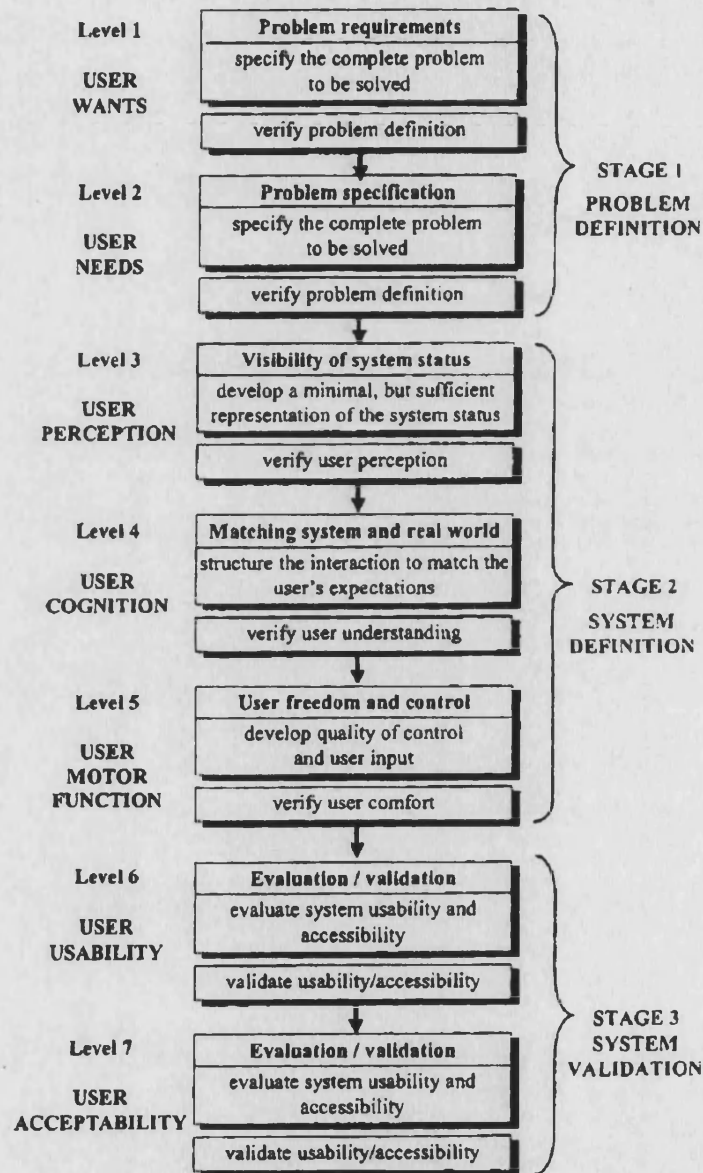 Level 1
USER
WANTS
Problem requirements
specify the complete problem
to be solved
verify problem definition
Level 2
USER
NEEDS
Problem specification
specify the complete problem
to be solved
verify problem definition
STAGE 1
PROBLEM
DEFINITION
Level 3
USER
PERCEPTION
Visibility of system status
develop a minimal, but sufficient
representation of the system status
verify user perception
Level 4
USER
COGNITION
Matching system and real world
structure the interaction to match the
user's expectations
verify user understanding
Level 5
USER
MOTOR
FUNCTION
User freedom and control
develop quality of control
and user input
verify user comfort
STAGE 2
SYSTEM
DEFINITION
Level 6
USER
USABILITY
Evaluation / validation
evaluate system usability and
accessibility
validate usability/accessibility
Level 7
USER
ACCEPTABILITY
Evaluation / validation
evaluate system usability and
accessibility
validate usability/accessibility
STAGE 3
SYSTEM
VALIDATION